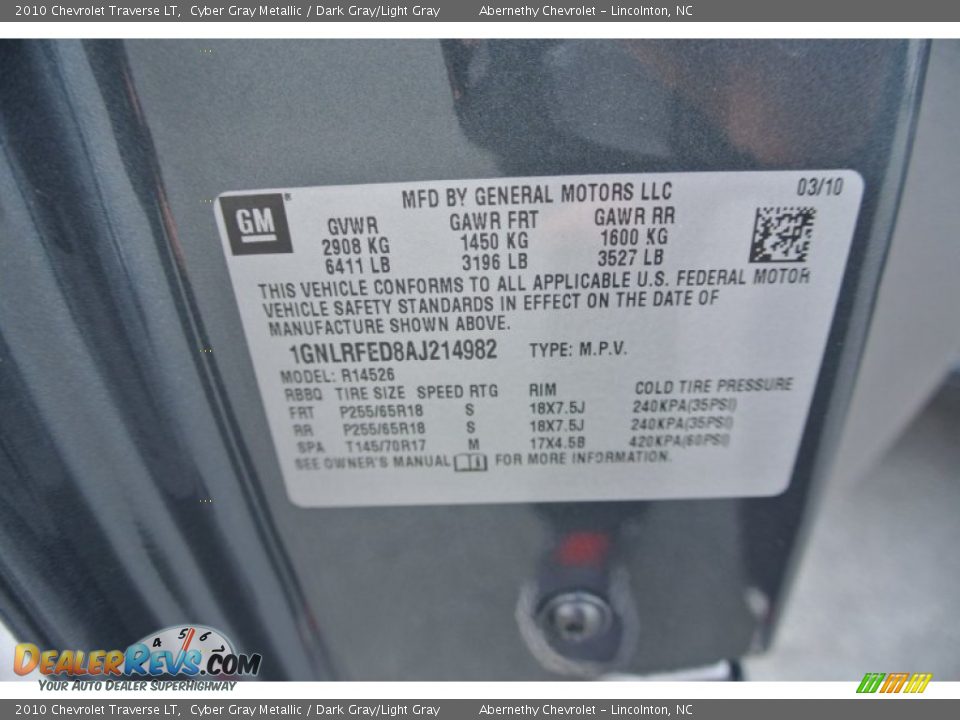 2010 Chevrolet Traverse LT, Cyber Gray Metallic / Dark Gray/Light Gray Abernethy Chevrolet - Lincolnton, NC
GM® MFD BY GENERAL MOTORS LLC 03/10
GVWR GAWR FRT GAWR RR
2908 KG 1450 KG 1600 KG
6411 LB 3196 LB 3527 LB
THIS VEHICLE CONFORMS TO ALL APPLICABLE U.S. FEDERAL MOTOR
VEHICLE SAFETY STANDARDS IN EFFECT ON THE DATE OF
MANUFACTURE SHOWN ABOVE.
1GNLRFED8AJ214982 TYPE: M.P.V.
MODEL: R14526
RBBQ TIRE SIZE SPEED RTG RIM COLD TIRE PRESSURE
FRT P255/65R18 S 18X7.5J 240KPA(35PSI)
RR P255/65R18 S 18X7.5J 240KPA(35PSI)
SPA T145/70R17 M 17X4.5B 420KPA(60PSI)
SEE OWNER'S MANUAL FOR MORE INFORMATION.
4 5 6 7
DEALERREVS.COM
YOUR AUTO DEALER SUPERHIGHWAY
2010 Chevrolet Traverse LT, Cyber Gray Metallic / Dark Gray/Light Gray Abernethy Chevrolet - Lincolnton, NC